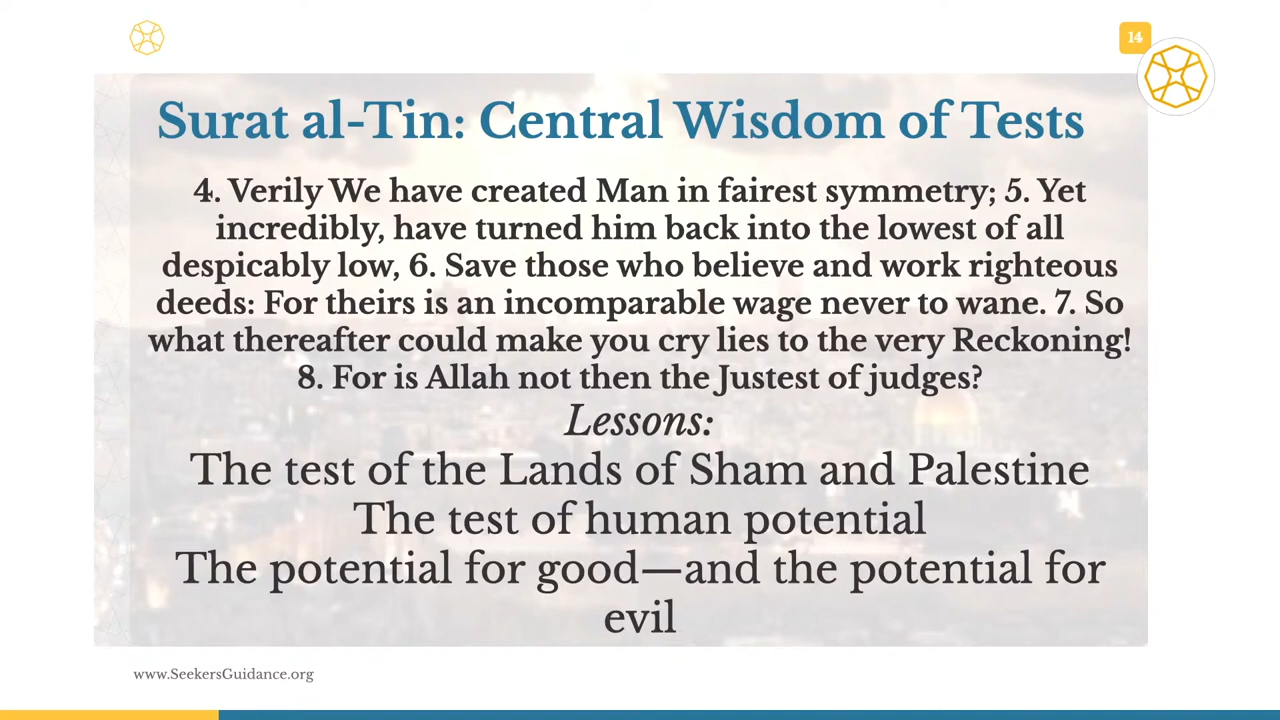 14
Surat al-Tin: Central Wisdom of Tests
4. Verily We have created Man in fairest symmetry; 5. Yet
incredibly, have turned him back into the lowest of all
despicably low, 6. Save those who believe and work righteous
deeds: For theirs is an incomparable wage never to wane. 7. So
what thereafter could make you cry lies to the very Reckoning!
8. For is Allah not then the Justest of judges?
Lessons:
The test of the Lands of Sham and Palestine
The test of human potential
The potential for good—and the potential for
evil
www.SeekersGuidance.org